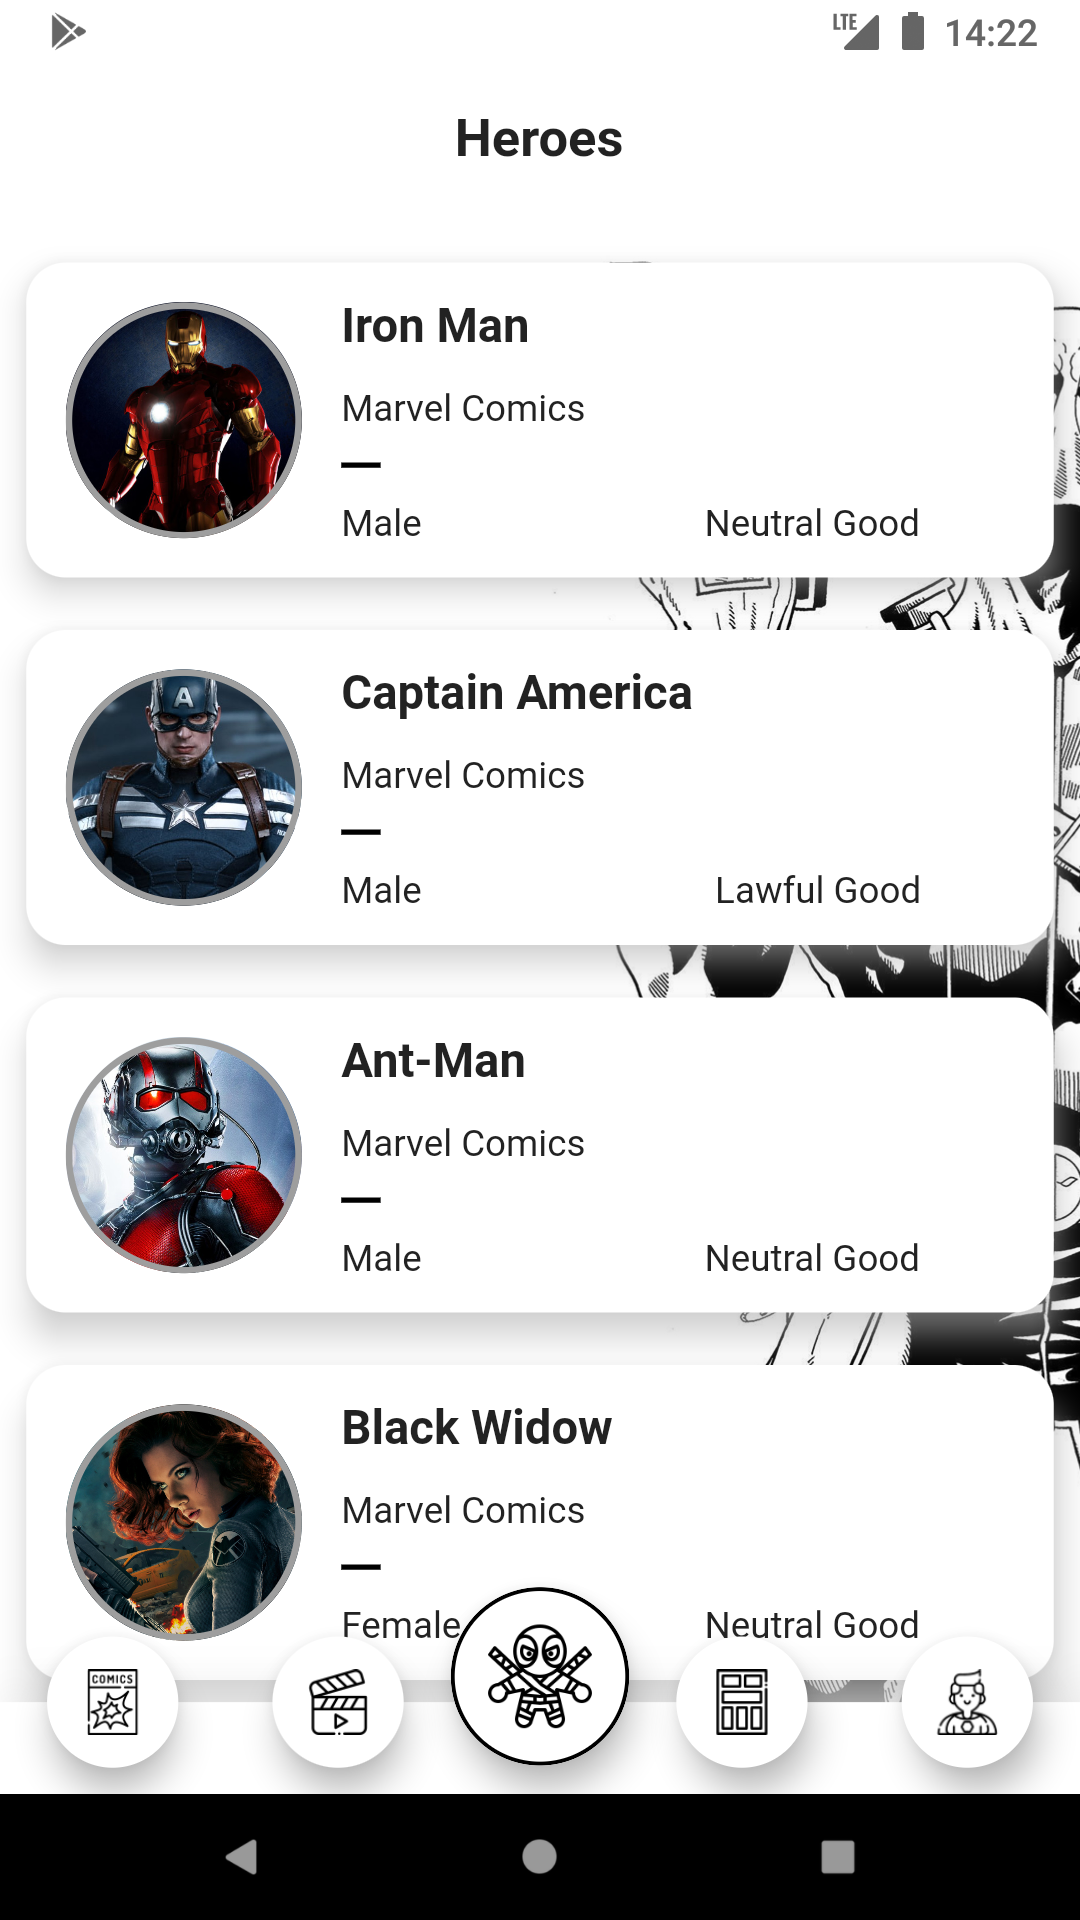 LTE 14:22
Heroes
Iron Man
Marvel Comics
Male Neutral Good
Captain America
Marvel Comics
Male Lawful Good
Ant-Man
Marvel Comics
Male Neutral Good
Black Widow
Marvel Comics
Female Neutral Good
COMICS